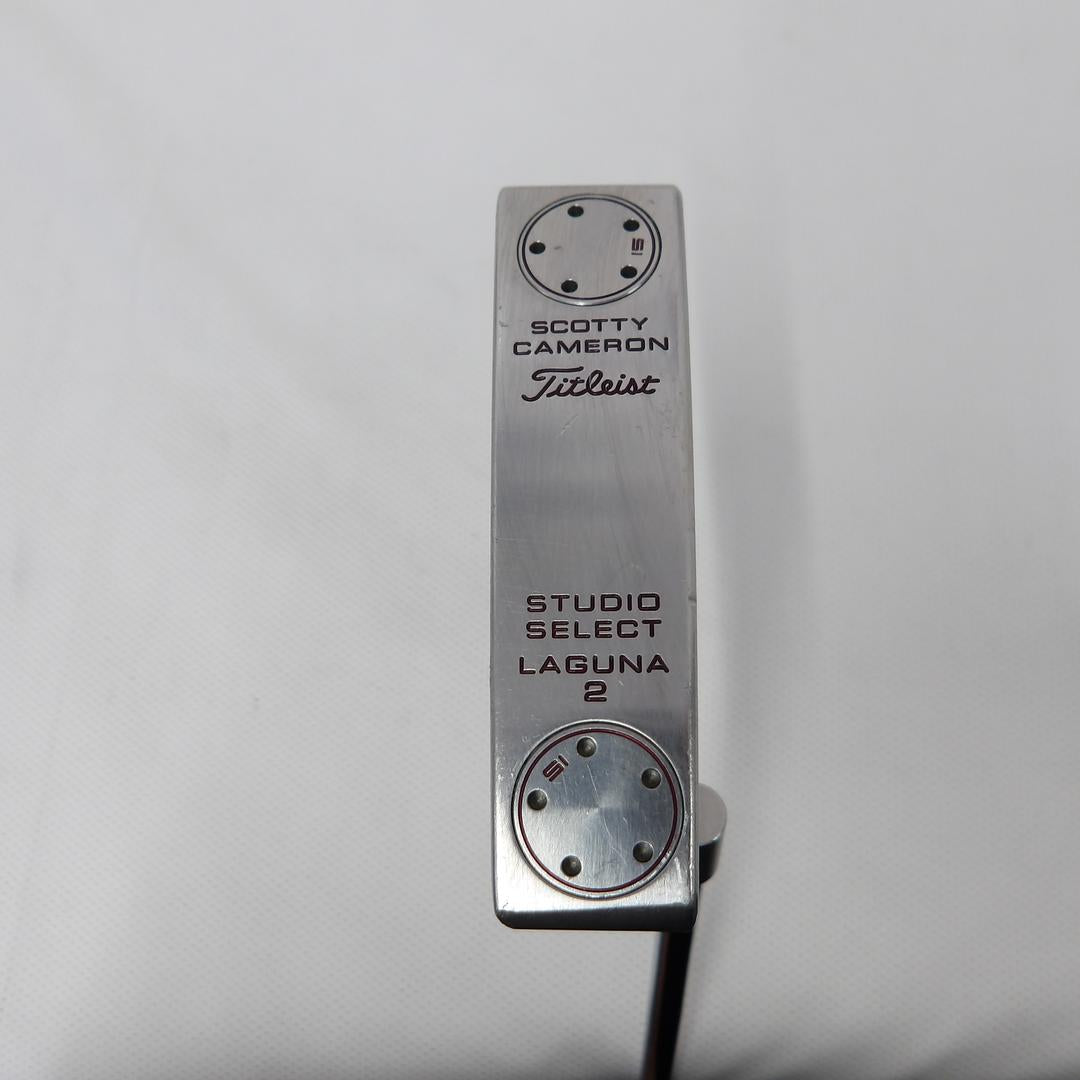 15
SCOTTY
CAMERON
Titleist
STUDIO
SELECT
LAGUNA
2
15